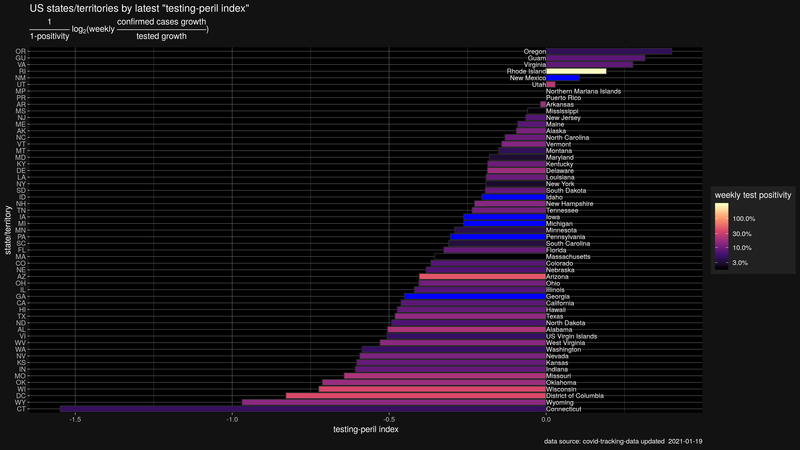 US states/territories by latest "testing-peril index"
1
1-positivity
log2(weekly
confirmed cases growth
tested growth
)
OR Oregon
GU Guam
VA Virginia
RI Rhode Island
NM New Mexico
UT Utah
MP Northern Mariana Islands
PR Puerto Rico
AR Arkansas
MS Mississippi
NJ New Jersey
ME Maine
AK Alaska
NC North Carolina
VT Vermont
MT Montana
MD Maryland
KY Kentucky
DE Delaware
LA Louisiana
NY New York
SD South Dakota
ID Idaho
NH New Hampshire
TN Tennessee
IA Iowa
MI Michigan
MN Minnesota
PA Pennsylvania
SC South Carolina
FL Florida
MA Massachusetts
CO Colorado
NE Nebraska
AZ Arizona
OH Ohio
IL Illinois
GA Georgia
CA California
HI Hawaii
TX Texas
ND North Dakota
AL Alabama
VI US Virgin Islands
WV West Virginia
WA Washington
NV Nevada
KS Kansas
IN Indiana
MO Missouri
OK Oklahoma
WI Wisconsin
DC District of Columbia
WY Wyoming
CT Connecticut
state/territory
-1.5 -1.0 -0.5 0.0
testing-peril index
weekly test positivity
100.0%
30.0%
10.0%
3.0%
data source: covid-tracking-data updated 2021-01-19